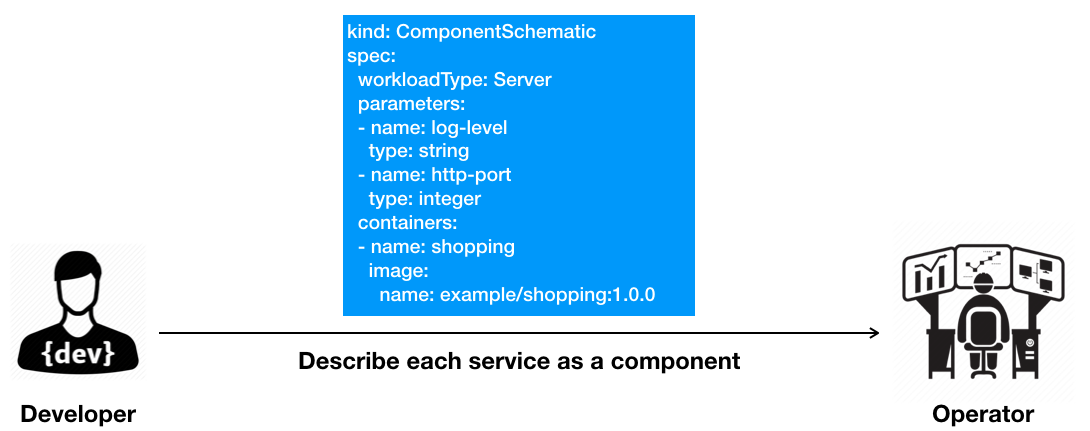 kind: ComponentSchematic
spec:
  workloadType: Server
  parameters:
  - name: log-level
    type: string
  - name: http-port
    type: integer
  containers:
  - name: shopping
    image:
      name: example/shopping:1.0.0
{dev}
Describe each service as a component
Developer
Operator